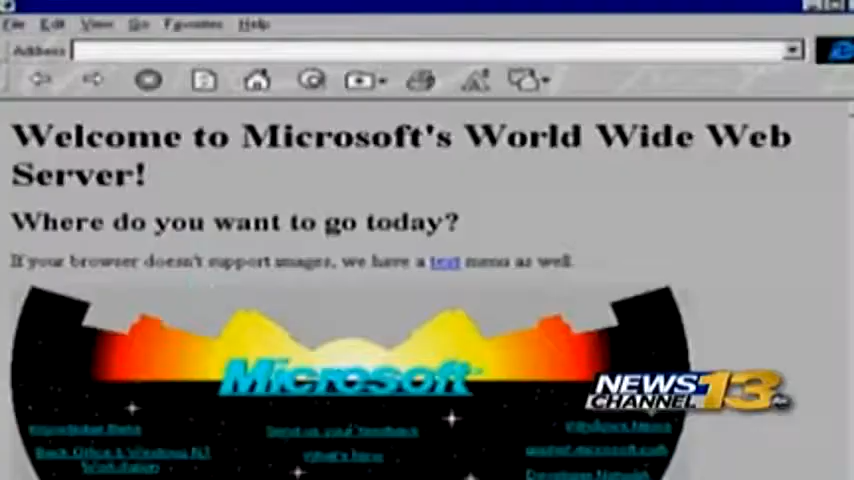 File Edit View Go Favorites Help
Address
Welcome to Microsoft's World Wide Web
Server!
Where do you want to go today?
If your browser doesn't support images, we have a text menu as well.
Microsoft
NEWS 13
CHANNEL
Send us your feedback
Windows News
Back Office & Windows NT
What's New
Workstation
Developer Network